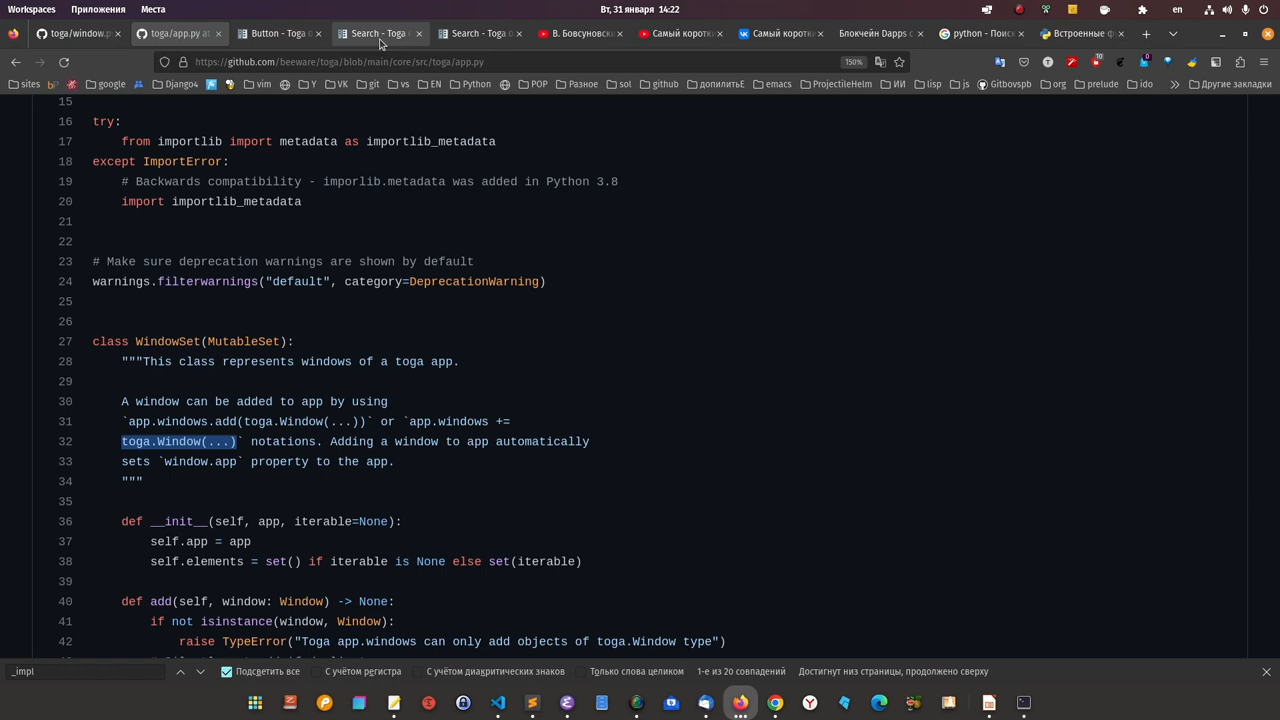 Workspaces Приложения Места Вт, 31 января 14:22 en
toga/window.p toga/app.py at Button - Toga 0 Search - Toga Search - Toga 0 В. Бовсуновски Самый коротк Самый коротки Блокчейн Dapps d python - Поиск Встроенные ф
https://github.com/beeware/toga/blob/main/core/src/toga/app.py 150%
sites google Django4 vim Y VK git vs EN Python POP Разное sol github допилитьЕ emacs ProjectileHelm ИИ lisp js Gitbovspb org prelude ido Другие закладки
15
16 try:
17 from importlib import metadata as importlib_metadata
18 except ImportError:
19 # Backwards compatibility - imporlib.metadata was added in Python 3.8
20 import importlib_metadata
21
22
23 # Make sure deprecation warnings are shown by default
24 warnings.filterwarnings("default", category=DeprecationWarning)
25
26
27 class WindowSet(MutableSet):
28 """This class represents windows of a toga app.
29
30 A window can be added to app by using
31 `app.windows.add(toga.Window(...))` or `app.windows +=
32 toga.Window(...)` notations. Adding a window to app automatically
33 sets `window.app` property to the app.
34 """
35
36 def __init__(self, app, iterable=None):
37 self.app = app
38 self.elements = set() if iterable is None else set(iterable)
39
40 def add(self, window: Window) -> None:
41 if not isinstance(window, Window):
42 raise TypeError("Toga app.windows can only add objects of toga.Window type")
_impl Подсветить все С учётом регистра С учётом диакритических знаков Только слова целиком 1-е из 20 совпадений Достигнут низ страницы, продолжено сверху